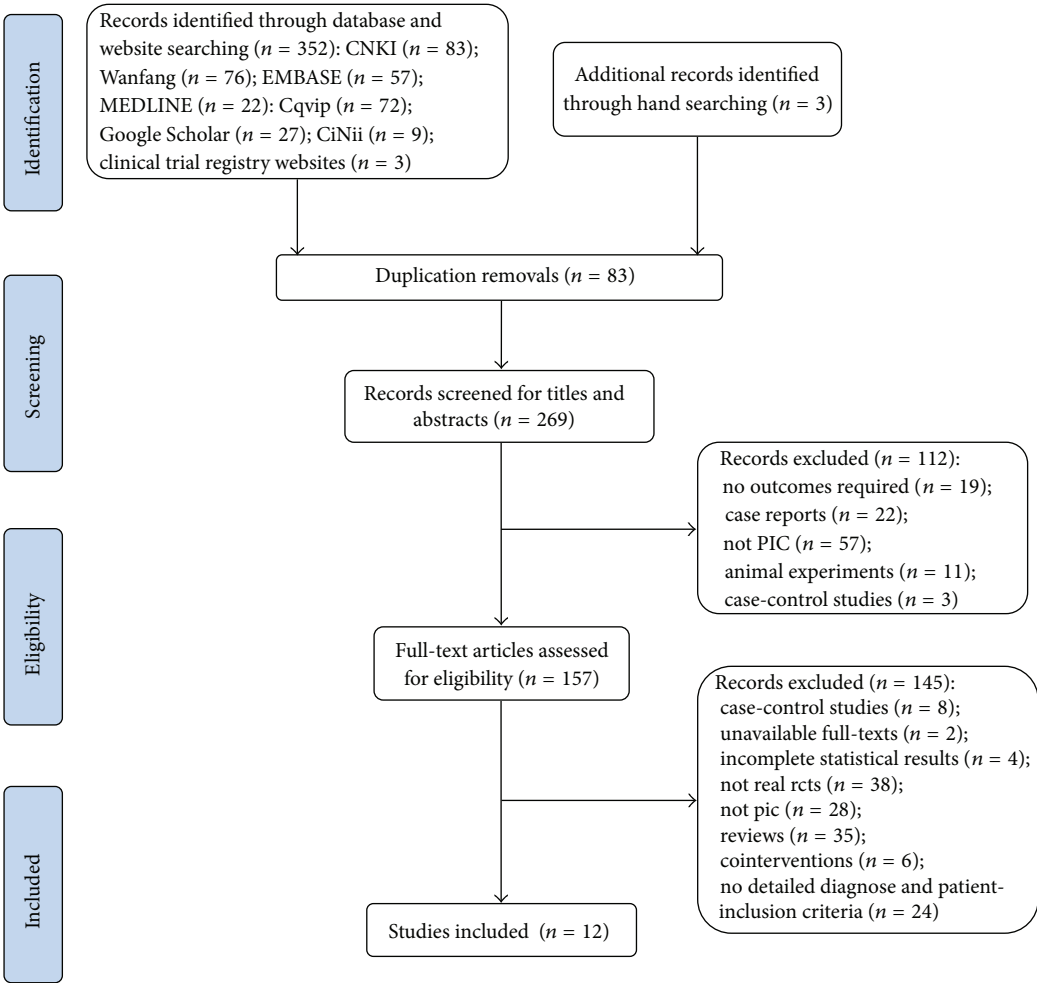 Identification
Records identified through database and
website searching (n = 352): CNKI (n = 83);
Wanfang (n = 76); EMBASE (n = 57);
MEDLINE (n = 22): Cqvip (n = 72);
Google Scholar (n = 27); CiNii (n = 9);
clinical trial registry websites (n = 3)
Additional records identified
through hand searching (n = 3)
Duplication removals (n = 83)
Screening
Records screened for titles and
abstracts (n = 269)
Records excluded (n = 112):
no outcomes required (n = 19);
case reports (n = 22);
not PIC (n = 57);
animal experiments (n = 11);
case-control studies (n = 3)
Eligibility
Full-text articles assessed
for eligibility (n = 157)
Records excluded (n = 145):
case-control studies (n = 8);
unavailable full-texts (n = 2);
incomplete statistical results (n = 4);
not real rcts (n = 38);
not pic (n = 28);
reviews (n = 35);
cointerventions (n = 6);
no detailed diagnose and patient-
inclusion criteria (n = 24)
Included
Studies included (n = 12)